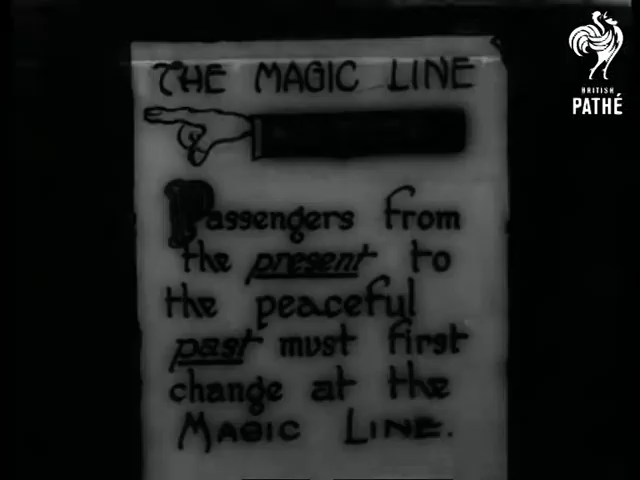 THE MAGIC LINE
Passengers from
the present to
the peaceful
past must first
change at the
MAGIC LINE.
BRITISH
PATHÉ